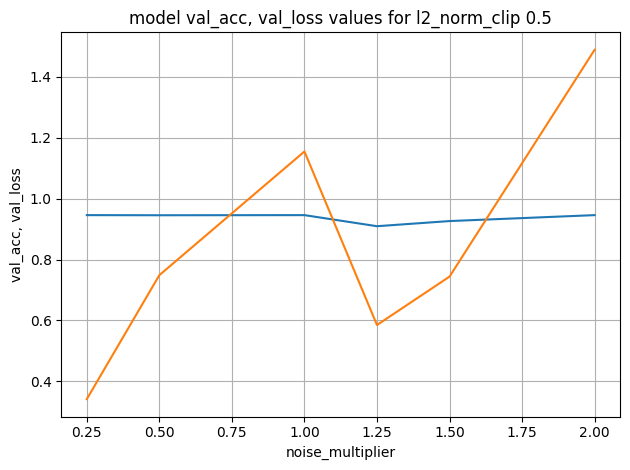 model val_acc, val_loss values for l2_norm_clip 0.5
val_acc, val_loss
1.4
1.2
1.0
0.8
0.6
0.4
0.25 0.50 0.75 1.00 1.25 1.50 1.75 2.00
noise_multiplier